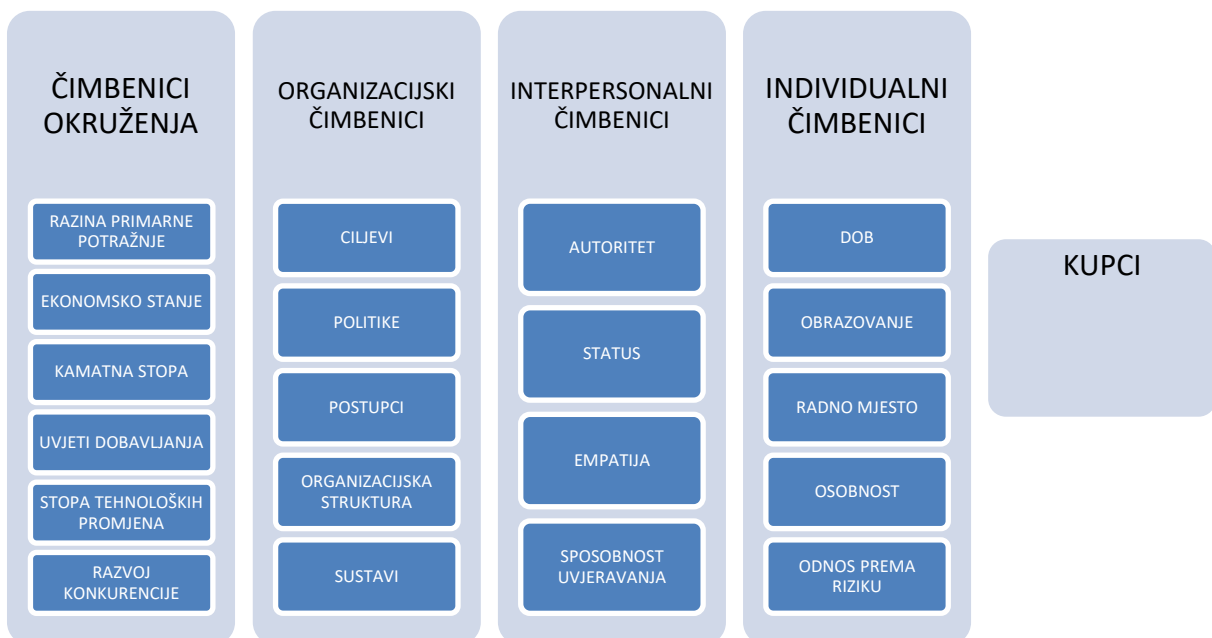 ČIMBENICI
OKRUŽENJA
RAZINA PRIMARNE
POTRAŽNJE
EKONOMSKO STANJE
KAMATNA STOPA
UVJETI DOBAVLJANJA
STOPA TEHNOLOŠKIH
PROMJENA
RAZVOJ
KONKURENCIJE
ORGANIZACIJSKI
ČIMBENICI
CILJEVI
POLITIKE
POSTUPCI
ORGANIZACIJSKA
STRUKTURA
SUSTAVI
INTERPERSONALNI
ČIMBENICI
AUTORITET
STATUS
EMPATIJA
SPOSOBNOST
UVJERAVANJA
INDIVIDUALNI
ČIMBENICI
DOB
OBRAZOVANJE
RADNO MJESTO
OSOBNOST
ODNOS PREMA
RIZIKU
KUPCI